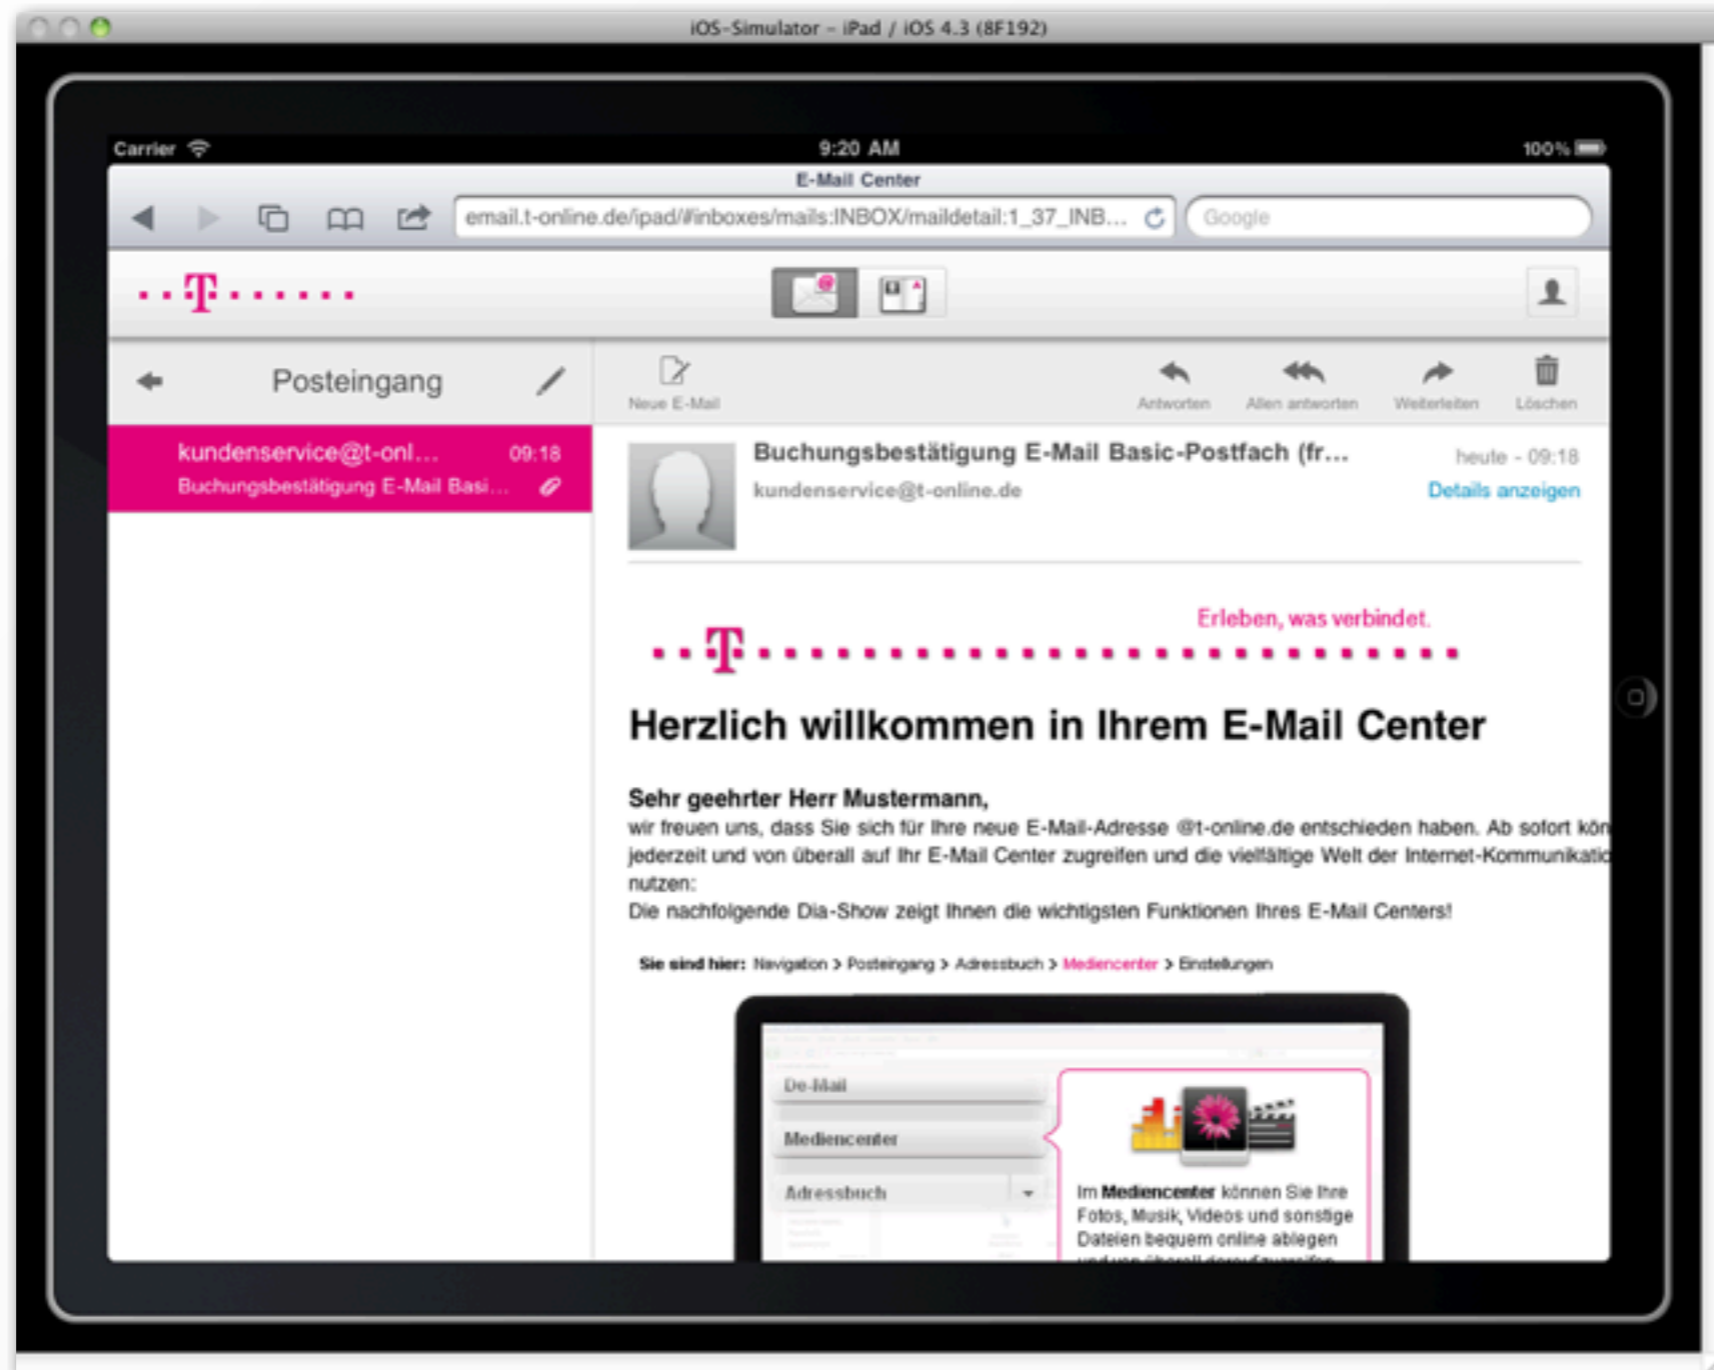 iOS-Simulator – iPad / iOS 4.3 (8F192)
Carrier
9:20 AM
100%
E-Mail Center
email.t-online.de/ipad/#inboxes/mails:INBOX/maildetail:1_37_INB...
Google
T
Posteingang
Neue E-Mail
Antworten
Allen antworten
Weiterleiten
Löschen
kundenservice@t-onl...
09:18
Buchungsbestätigung E-Mail Basi...
Buchungsbestätigung E-Mail Basic-Postfach (fr...
heute - 09:18
kundenservice@t-online.de
Details anzeigen
Erleben, was verbindet.
T
Herzlich willkommen in Ihrem E-Mail Center
Sehr geehrter Herr Mustermann,
wir freuen uns, dass Sie sich für Ihre neue E-Mail-Adresse @t-online.de entschieden haben. Ab sofort kön
jederzeit und von überall auf Ihr E-Mail Center zugreifen und die vielfältige Welt der Internet-Kommunikatio
nutzen:
Die nachfolgende Dia-Show zeigt Ihnen die wichtigsten Funktionen Ihres E-Mail Centers!
Sie sind hier: Navigation > Posteingang > Adressbuch > Mediencenter > Einstellungen
De-Mail
Mediencenter
Adressbuch
Im Mediencenter können Sie Ihre
Fotos, Musik, Videos und sonstige
Dateien bequem online ablegen
und von überall darauf zugreifen